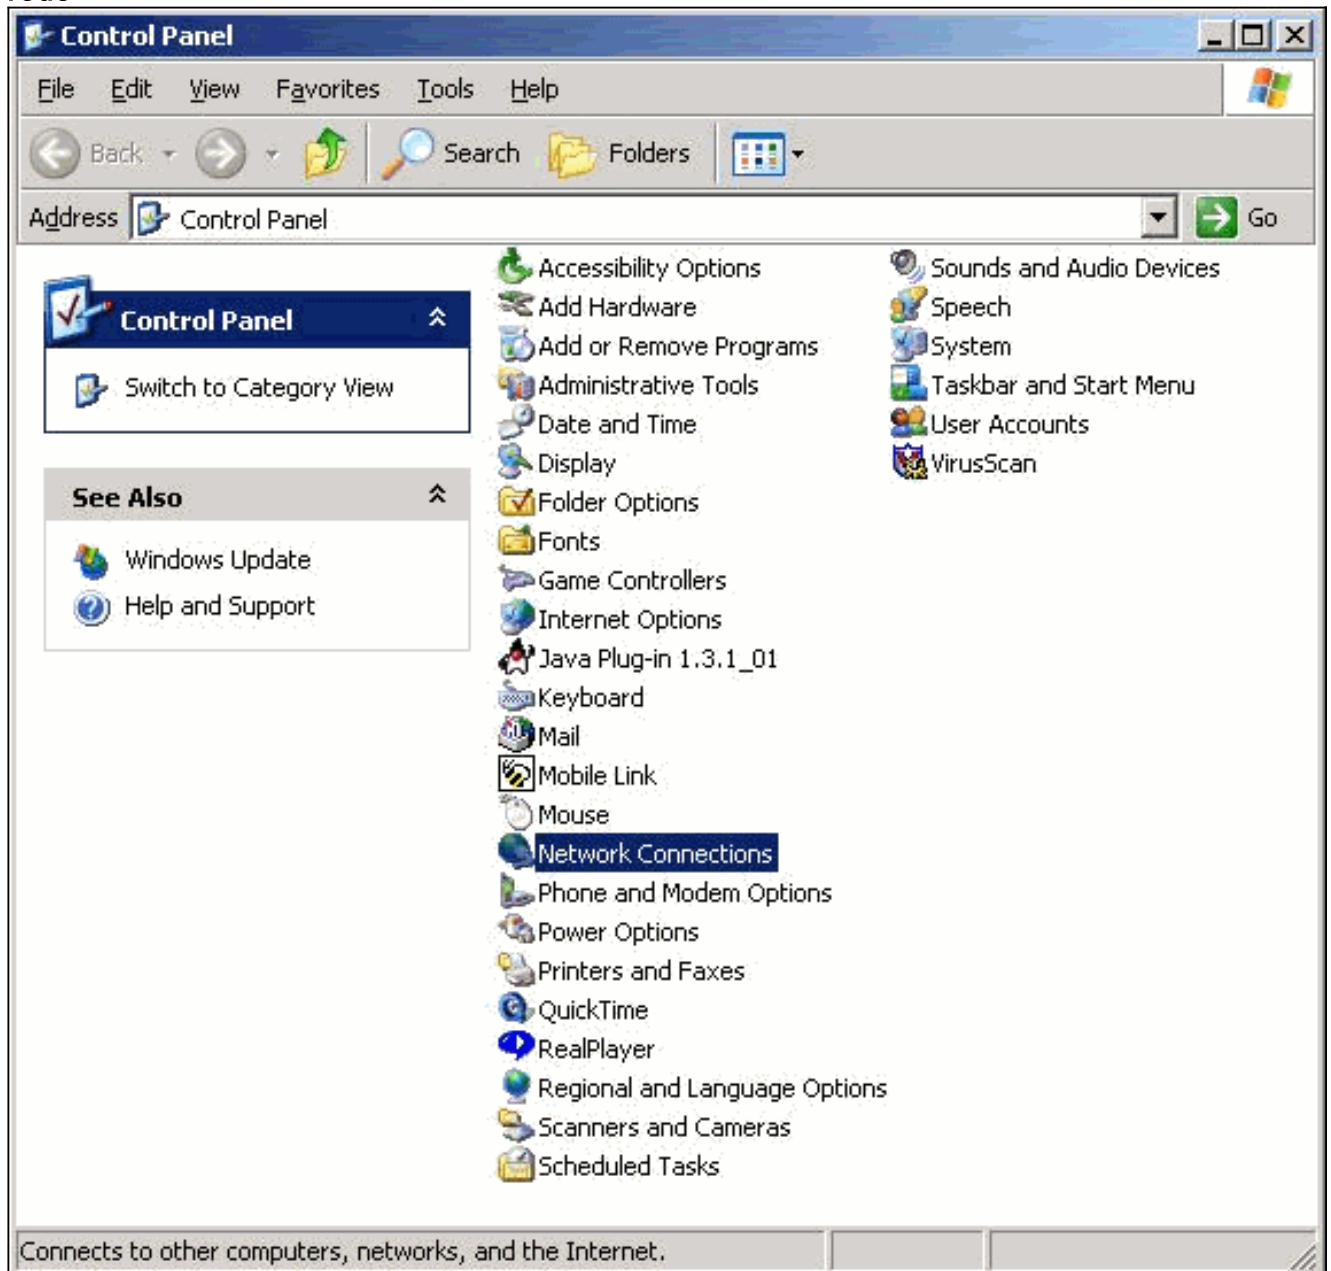 Control Panel
File Edit View Favorites Tools Help
Back Search Folders
Address Control Panel Go
Control Panel
Switch to Category View
See Also
Windows Update
Help and Support
Accessibility Options
Add Hardware
Add or Remove Programs
Administrative Tools
Date and Time
Display
Folder Options
Fonts
Game Controllers
Internet Options
Java Plug-in 1.3.1_01
Keyboard
Mail
Mobile Link
Mouse
Network Connections
Phone and Modem Options
Power Options
Printers and Faxes
QuickTime
RealPlayer
Regional and Language Options
Scanners and Cameras
Scheduled Tasks
Sounds and Audio Devices
Speech
System
Taskbar and Start Menu
User Accounts
VirusScan
Connects to other computers, networks, and the Internet.